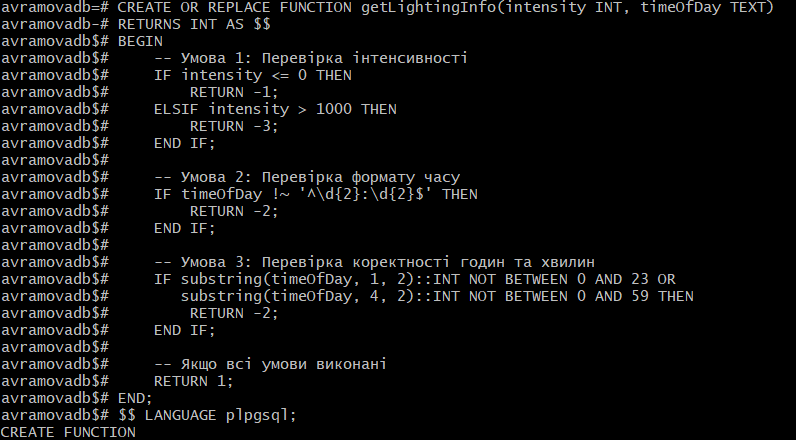 avramovadb=# CREATE OR REPLACE FUNCTION getLightingInfo(intensity INT, timeOfDay TEXT)
avramovadb-# RETURNS INT AS $$
avramovadb$# BEGIN
avramovadb$#     -- Умова 1: Перевірка інтенсивності
avramovadb$#     IF intensity <= 0 THEN
avramovadb$#         RETURN -1;
avramovadb$#     ELSIF intensity > 1000 THEN
avramovadb$#         RETURN -3;
avramovadb$#     END IF;
avramovadb$#
avramovadb$#     -- Умова 2: Перевірка формату часу
avramovadb$#     IF timeOfDay !~ '^\d{2}:\d{2}$' THEN
avramovadb$#         RETURN -2;
avramovadb$#     END IF;
avramovadb$#
avramovadb$#     -- Умова 3: Перевірка коректності годин та хвилин
avramovadb$#     IF substring(timeOfDay, 1, 2)::INT NOT BETWEEN 0 AND 23 OR
avramovadb$#        substring(timeOfDay, 4, 2)::INT NOT BETWEEN 0 AND 59 THEN
avramovadb$#         RETURN -2;
avramovadb$#     END IF;
avramovadb$#
avramovadb$#     -- Якщо всі умови виконані
avramovadb$#     RETURN 1;
avramovadb$# END;
avramovadb$# $$ LANGUAGE plpgsql;
CREATE FUNCTION